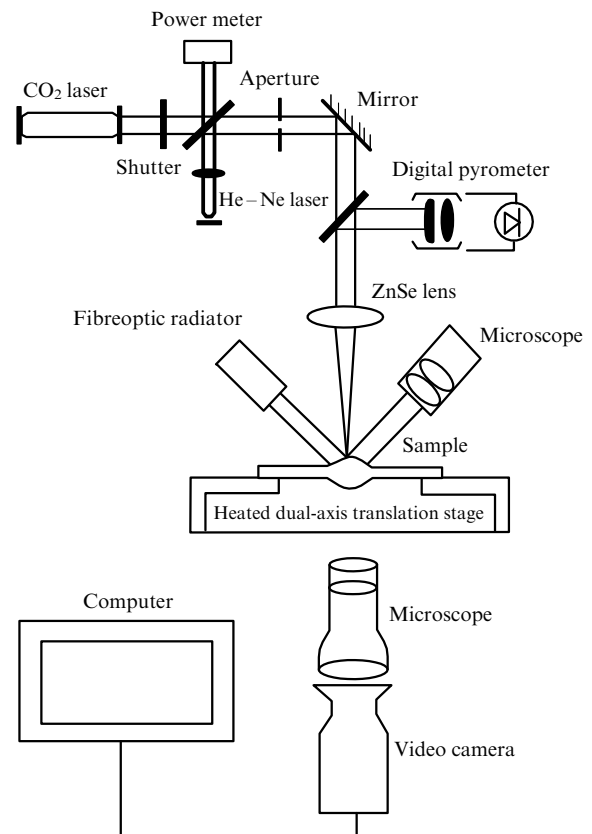 Power meter
CO₂ laser
Aperture
Mirror
Shutter
He – Ne laser
Digital pyrometer
ZnSe lens
Fibreoptic radiator
Microscope
Sample
Heated dual-axis translation stage
Computer
Microscope
Video camera